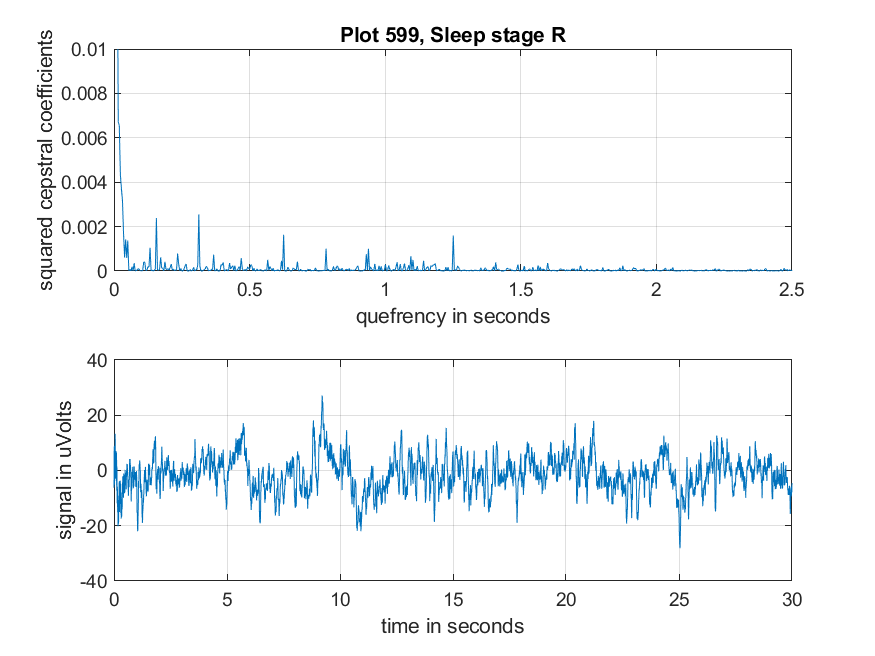 Plot 599, Sleep stage R
squared cepstral coefficients
0.01
0.008
0.006
0.004
0.002
0
0 0.5 1 1.5 2 2.5
quefrency in seconds
signal in uVolts
40
20
0
-20
-40
0 5 10 15 20 25 30
time in seconds